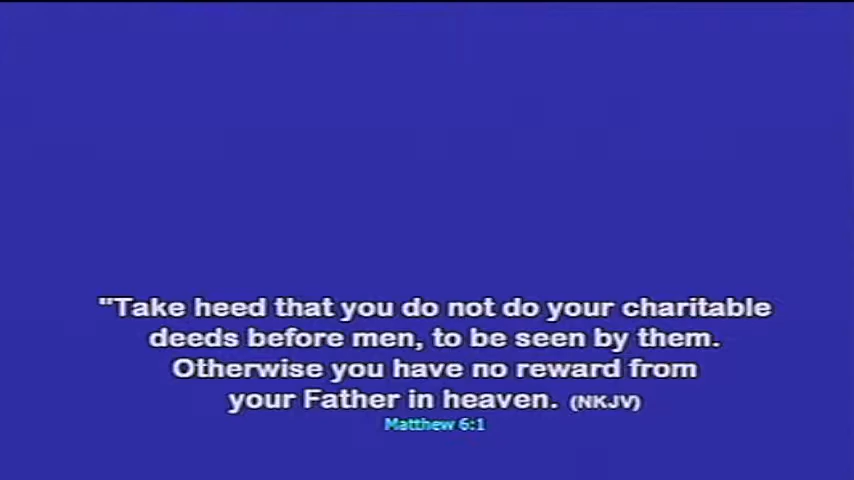 "Take heed that you do not do your charitable
deeds before men, to be seen by them.
Otherwise you have no reward from
your Father in heaven. (NKJV)
Matthew 6:1